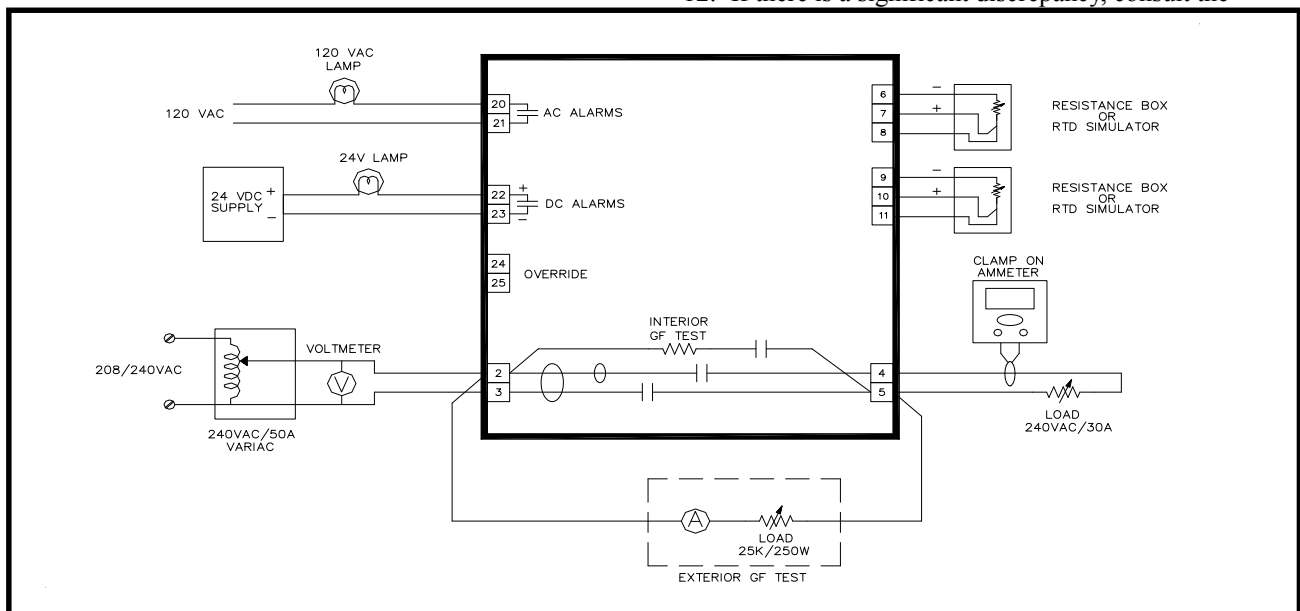 12. If there is a significant discrepancy, consult the
120 VAC
LAMP
120 VAC
20
21
AC ALARMS
24V LAMP
24 VDC
SUPPLY
+
−
22
23
+
−
DC ALARMS
24
25
OVERRIDE
6
7
8
−
+
RESISTANCE BOX
OR
RTD SIMULATOR
9
10
11
−
+
RESISTANCE BOX
OR
RTD SIMULATOR
CLAMP ON
AMMETER
INTERIOR
GF TEST
208/240VAC
VOLTMETER
V
240VAC/50A
VARIAC
2
3
4
5
LOAD
240VAC/30A
A
LOAD
25K/250W
EXTERIOR GF TEST